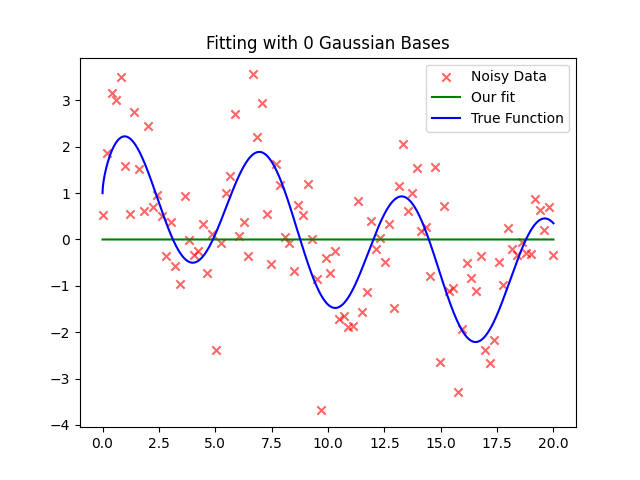 Fitting with 0 Gaussian Bases
Noisy Data
Our fit
True Function
3
2
1
0
−1
−2
−3
−4
0.0 2.5 5.0 7.5 10.0 12.5 15.0 17.5 20.0